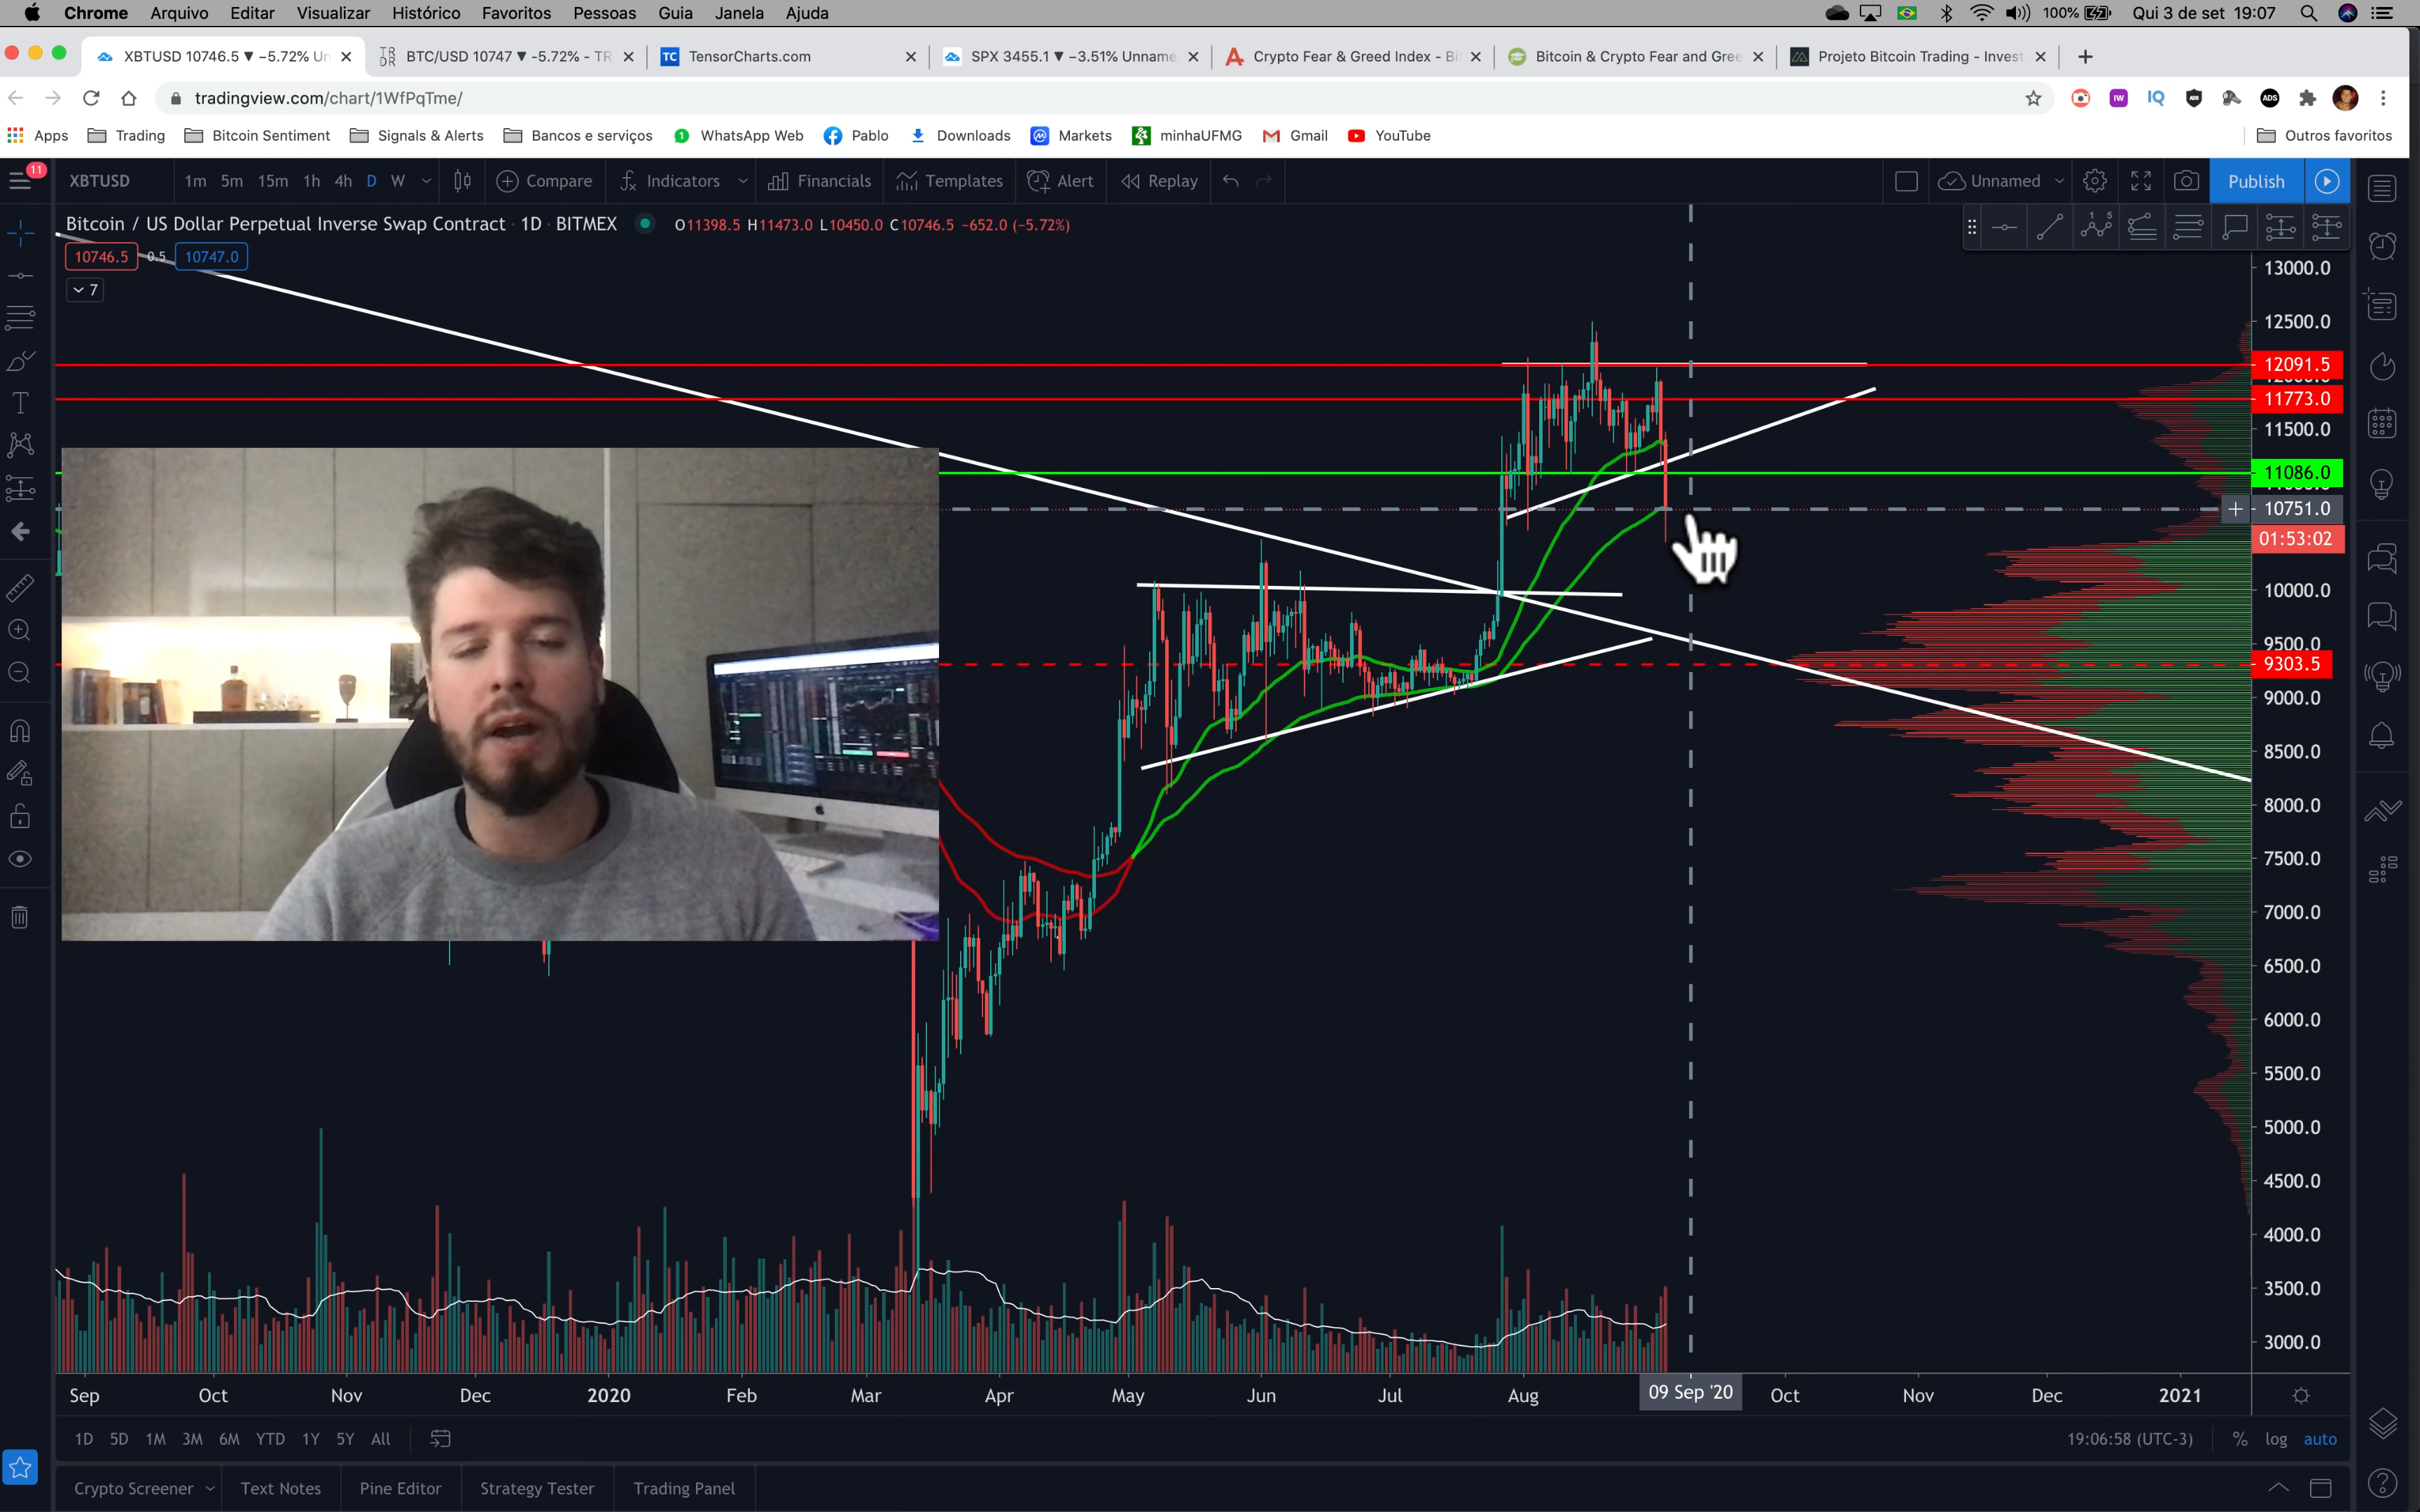 Chrome Arquivo Editar Visualizar Histórico Favoritos Pessoas Guia Janela Ajuda 100% Qui 3 de set 19:07
XBTUSD 10746.5 ▼ −5.72% Un BTC/USD 10747 ▼ -5.72% - TR TC TensorCharts.com SPX 3455.1 ▼ −3.51% Unname Crypto Fear & Greed Index - Bi Bitcoin & Crypto Fear and Gree Projeto Bitcoin Trading - Invest
tradingview.com/chart/1WfPqTme/ IW IQ ADS
Apps Trading Bitcoin Sentiment Signals & Alerts Bancos e serviços 1 WhatsApp Web Pablo Downloads Markets minhaUFMG Gmail YouTube Outros favoritos
11 XBTUSD 1m 5m 15m 1h 4h D W Compare Indicators Financials Templates Alert Replay Unnamed Publish
Bitcoin / US Dollar Perpetual Inverse Swap Contract · 1D · BITMEX O11398.5 H11473.0 L10450.0 C10746.5 −652.0 (−5.72%)
10746.5 0.5 10747.0
7
13000.0
12500.0
12091.5
11773.0
11500.0
11086.0
10751.0
01:53:02
10000.0
9500.0
9303.5
9000.0
8500.0
8000.0
7500.0
7000.0
6500.0
6000.0
5500.0
5000.0
4500.0
4000.0
3500.0
3000.0
Sep Oct Nov Dec 2020 Feb Mar Apr May Jun Jul Aug 09 Sep '20 Oct Nov Dec 2021
1D 5D 1M 3M 6M YTD 1Y 5Y All 19:06:58 (UTC-3) % log auto
Crypto Screener Text Notes Pine Editor Strategy Tester Trading Panel